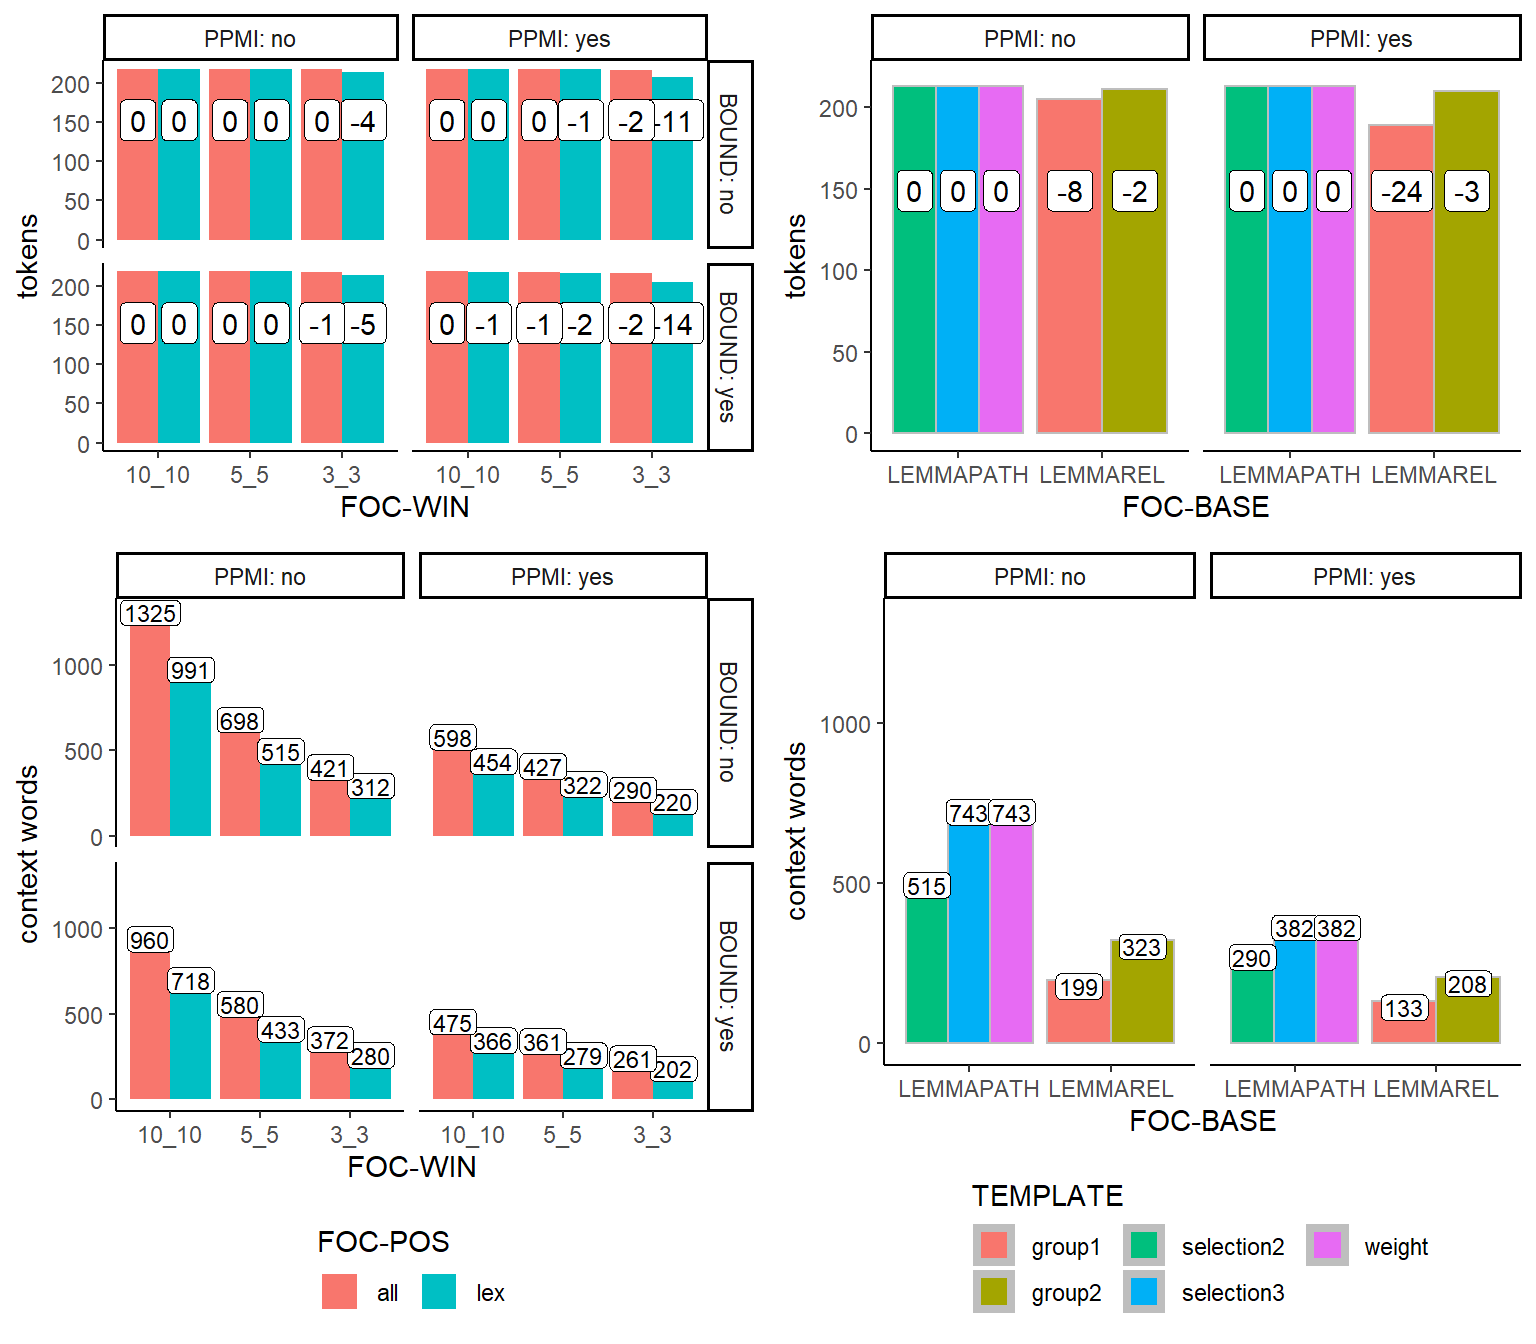 PPMI: no
PPMI: yes
tokens
200
150
100
50
0
0
0
0
0
0
-4
0
0
0
-1
-2
-11
BOUND: no
200
150
100
50
0
0
0
0
0
-1
-5
0
-1
-1
-2
-2
-14
BOUND: yes
10_10
5_5
3_3
10_10
5_5
3_3
FOC-WIN
PPMI: no
PPMI: yes
tokens
200
150
100
50
0
0
0
0
-8
-2
0
0
0
-24
-3
LEMMAPATH
LEMMAREL
LEMMAPATH
LEMMAREL
FOC-BASE
PPMI: no
PPMI: yes
context words
1000
500
0
1325
991
698
515
421
312
598
454
427
322
290
220
BOUND: no
1000
500
0
960
718
580
433
372
280
475
366
361
279
261
202
BOUND: yes
10_10
5_5
3_3
10_10
5_5
3_3
FOC-WIN
FOC-POS
all
lex
PPMI: no
PPMI: yes
context words
1000
500
0
515
743
743
199
323
290
382
382
133
208
LEMMAPATH
LEMMAREL
LEMMAPATH
LEMMAREL
FOC-BASE
TEMPLATE
group1
selection2
weight
group2
selection3